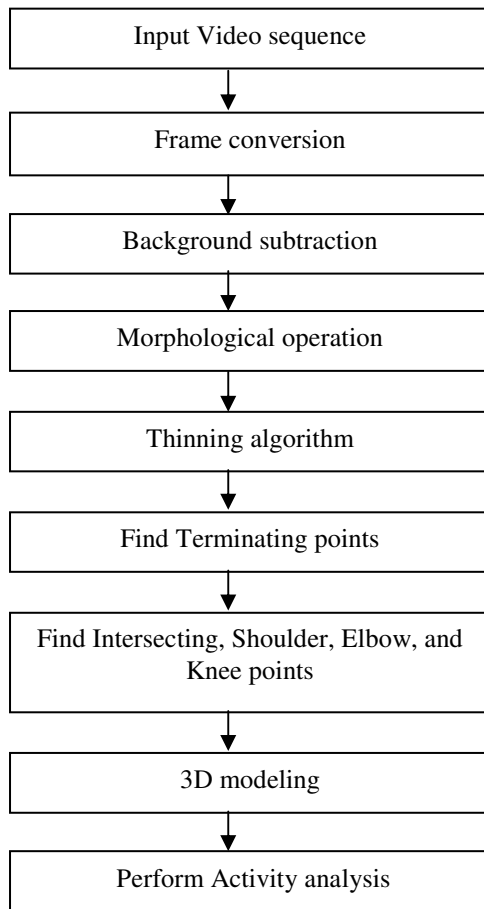 Input Video sequence
Frame conversion
Background subtraction
Morphological operation
Thinning algorithm
Find Terminating points
Find Intersecting, Shoulder, Elbow, and
Knee points
3D modeling
Perform Activity analysis